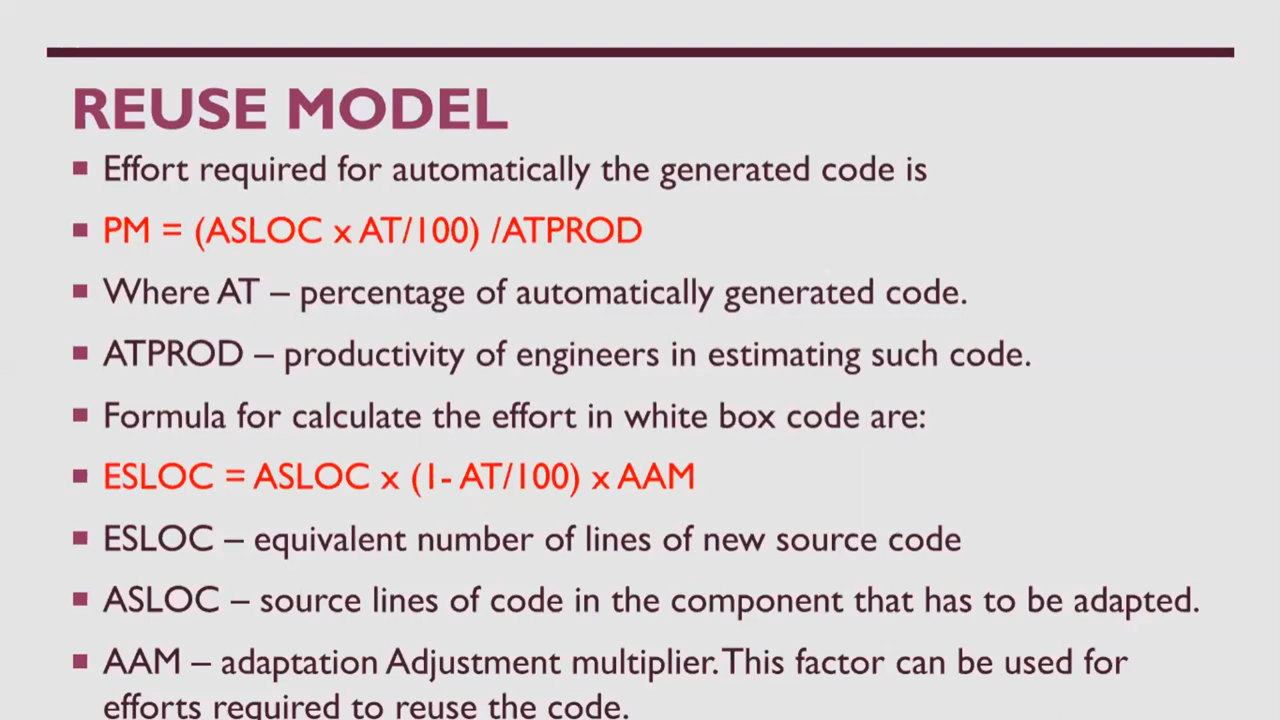 REUSE MODEL
▪ Effort required for automatically the generated code is
▪ PM = (ASLOC x AT/100) /ATPROD
▪ Where AT – percentage of automatically generated code.
▪ ATPROD – productivity of engineers in estimating such code.
▪ Formula for calculate the effort in white box code are:
▪ ESLOC = ASLOC x (1- AT/100) x AAM
▪ ESLOC – equivalent number of lines of new source code
▪ ASLOC – source lines of code in the component that has to be adapted.
▪ AAM – adaptation Adjustment multiplier. This factor can be used for
efforts required to reuse the code.